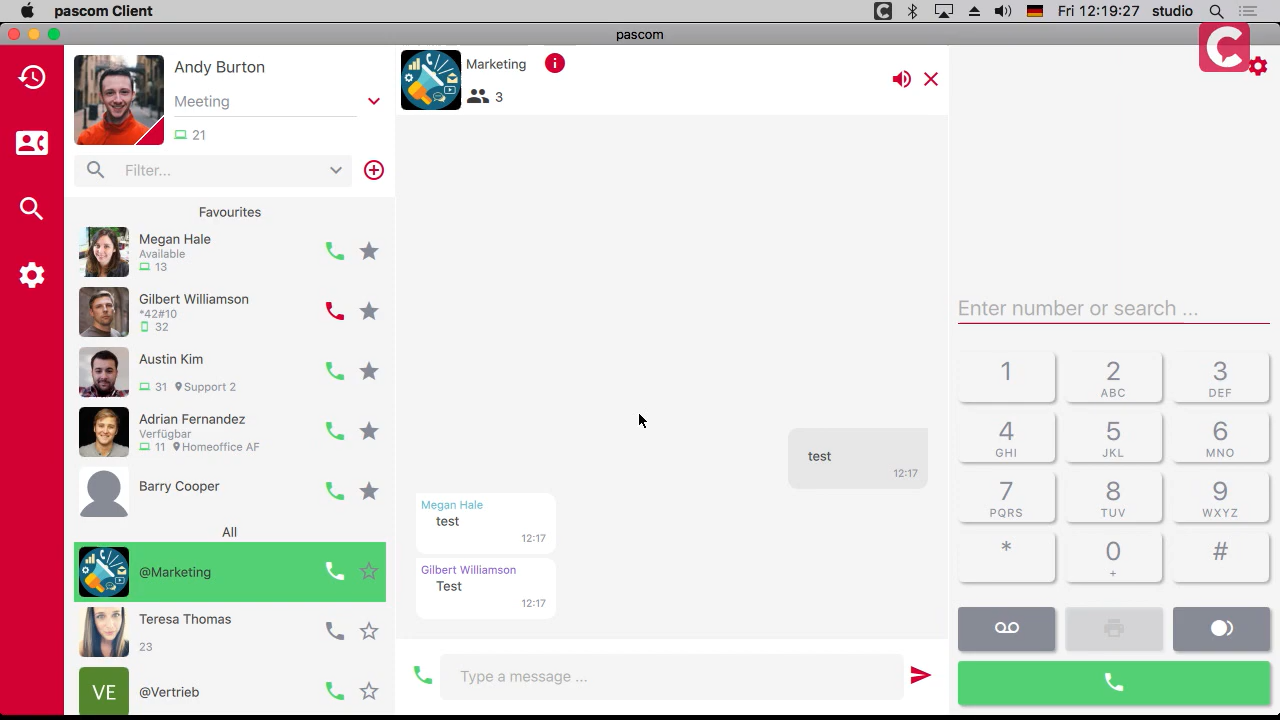 pascom Client
Fri 12:19:27 studio
pascom
Andy Burton
Meeting
21
Filter...
Favourites
Megan Hale
Available
13
Gilbert Williamson
*42#10
32
Austin Kim
31 Support 2
Adrian Fernandez
Verfügbar
11 Homeoffice AF
Barry Cooper
All
@Marketing
Teresa Thomas
23
VE @Vertrieb
Marketing
3
test
12:17
Megan Hale
test
12:17
Gilbert Williamson
Test
12:17
Type a message ...
Enter number or search ...
1 2 3
ABC DEF
4 5 6
GHI JKL MNO
7 8 9
PQRS TUV WXYZ
* 0 #
+